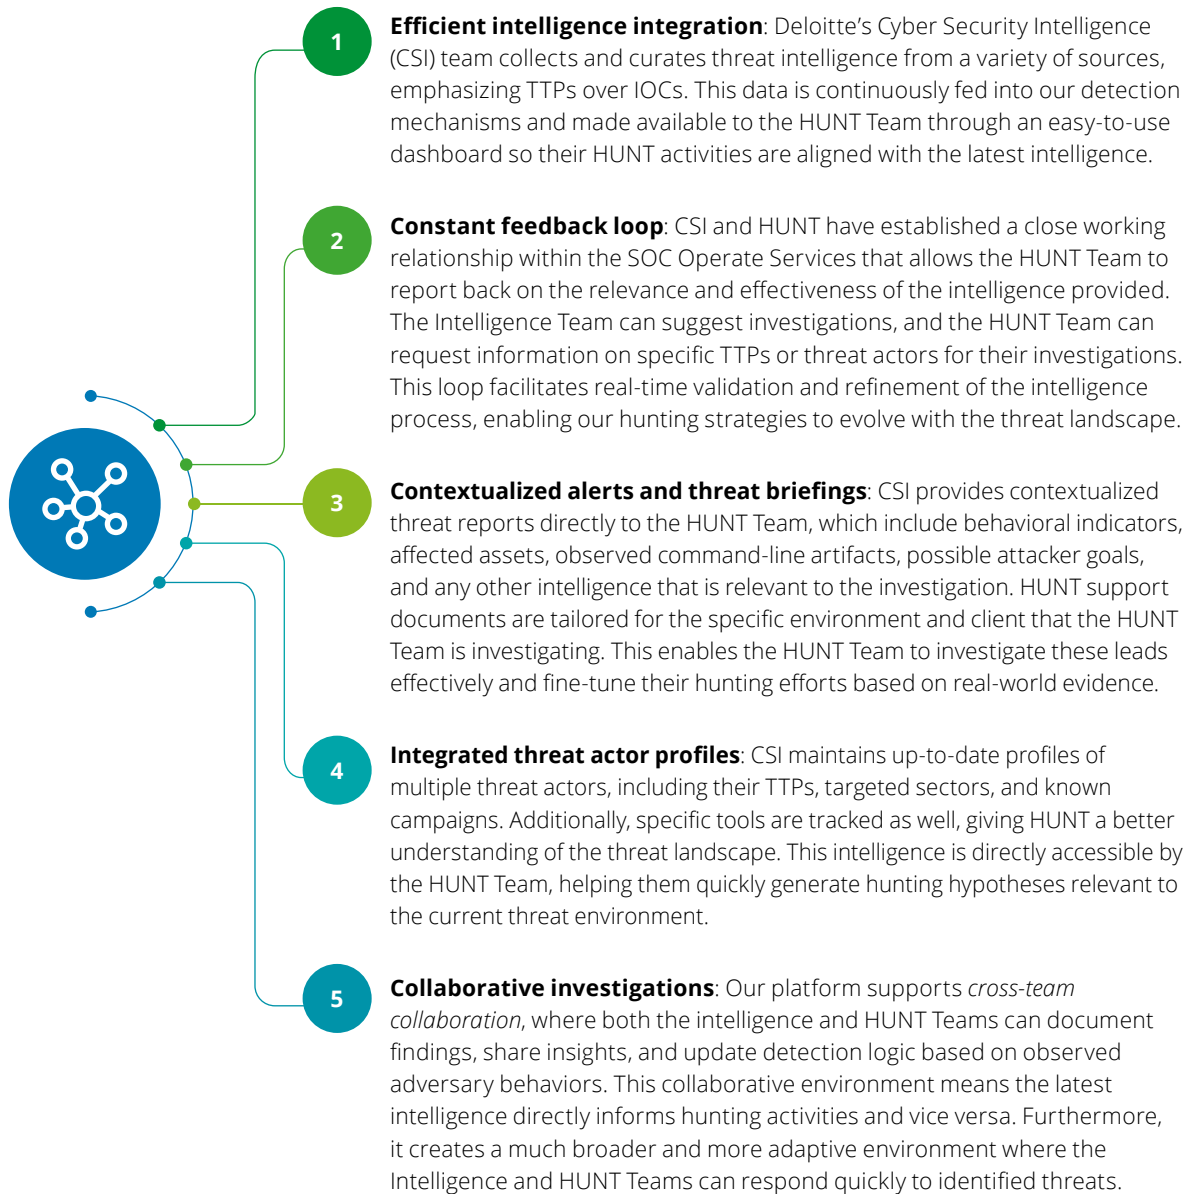 1
Efficient intelligence integration: Deloitte’s Cyber Security Intelligence
(CSI) team collects and curates threat intelligence from a variety of sources,
emphasizing TTPs over IOCs. This data is continuously fed into our detection
mechanisms and made available to the HUNT Team through an easy-to-use
dashboard so their HUNT activities are aligned with the latest intelligence.
2
Constant feedback loop: CSI and HUNT have established a close working
relationship within the SOC Operate Services that allows the HUNT Team to
report back on the relevance and effectiveness of the intelligence provided.
The Intelligence Team can suggest investigations, and the HUNT Team can
request information on specific TTPs or threat actors for their investigations.
This loop facilitates real-time validation and refinement of the intelligence
process, enabling our hunting strategies to evolve with the threat landscape.
3
Contextualized alerts and threat briefings: CSI provides contextualized
threat reports directly to the HUNT Team, which include behavioral indicators,
affected assets, observed command-line artifacts, possible attacker goals,
and any other intelligence that is relevant to the investigation. HUNT support
documents are tailored for the specific environment and client that the HUNT
Team is investigating. This enables the HUNT Team to investigate these leads
effectively and fine-tune their hunting efforts based on real-world evidence.
4
Integrated threat actor profiles: CSI maintains up-to-date profiles of
multiple threat actors, including their TTPs, targeted sectors, and known
campaigns. Additionally, specific tools are tracked as well, giving HUNT a better
understanding of the threat landscape. This intelligence is directly accessible by
the HUNT Team, helping them quickly generate hunting hypotheses relevant to
the current threat environment.
5
Collaborative investigations: Our platform supports cross-team
collaboration, where both the intelligence and HUNT Teams can document
findings, share insights, and update detection logic based on observed
adversary behaviors. This collaborative environment means the latest
intelligence directly informs hunting activities and vice versa. Furthermore,
it creates a much broader and more adaptive environment where the
Intelligence and HUNT Teams can respond quickly to identified threats.